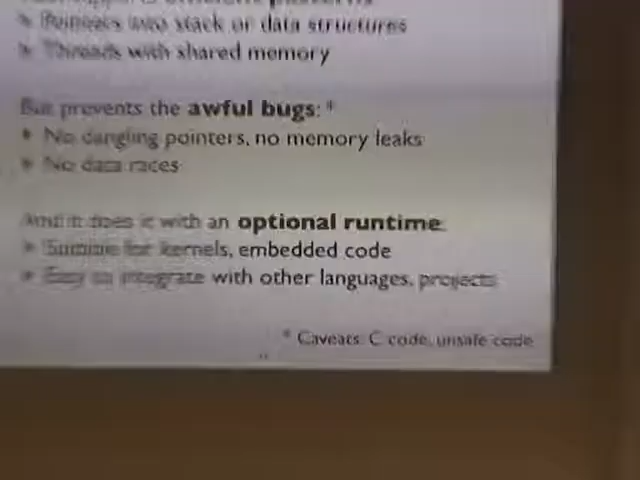 * Pointers into stack or data structures
* Threads with shared memory
But prevents the awful bugs: *
* No dangling pointers, no memory leaks
* No data races
And it does it with an optional runtime:
* Suitable for kernels, embedded code
* Easy to integrate with other languages, projects
* Caveats: C code, unsafe code